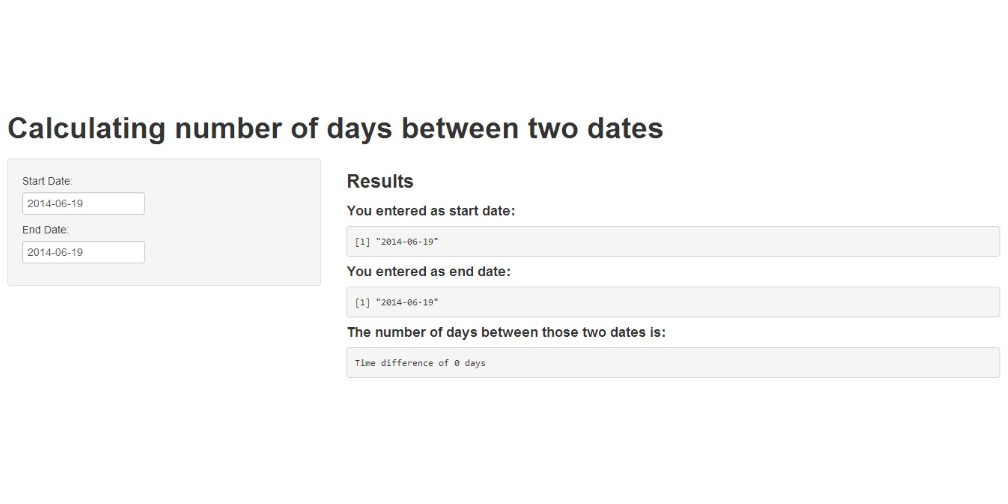 Calculating number of days between two dates
Start Date:
2014-06-19
End Date:
2014-06-19
Results
You entered as start date:
[1] "2014-06-19"
You entered as end date:
[1] "2014-06-19"
The number of days between those two dates is:
Time difference of 0 days